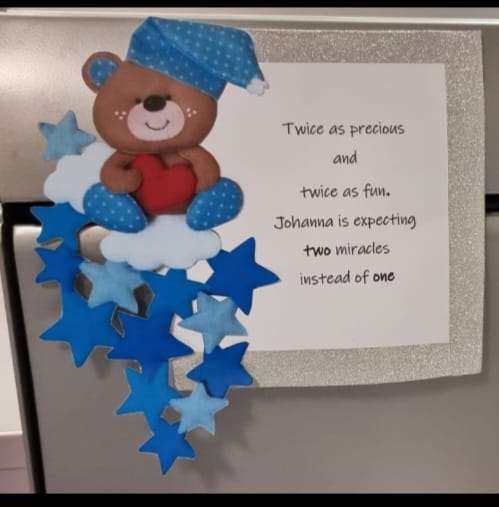 Twice as precious
and
twice as fun.
Johanna is expecting
two miracles
instead of one